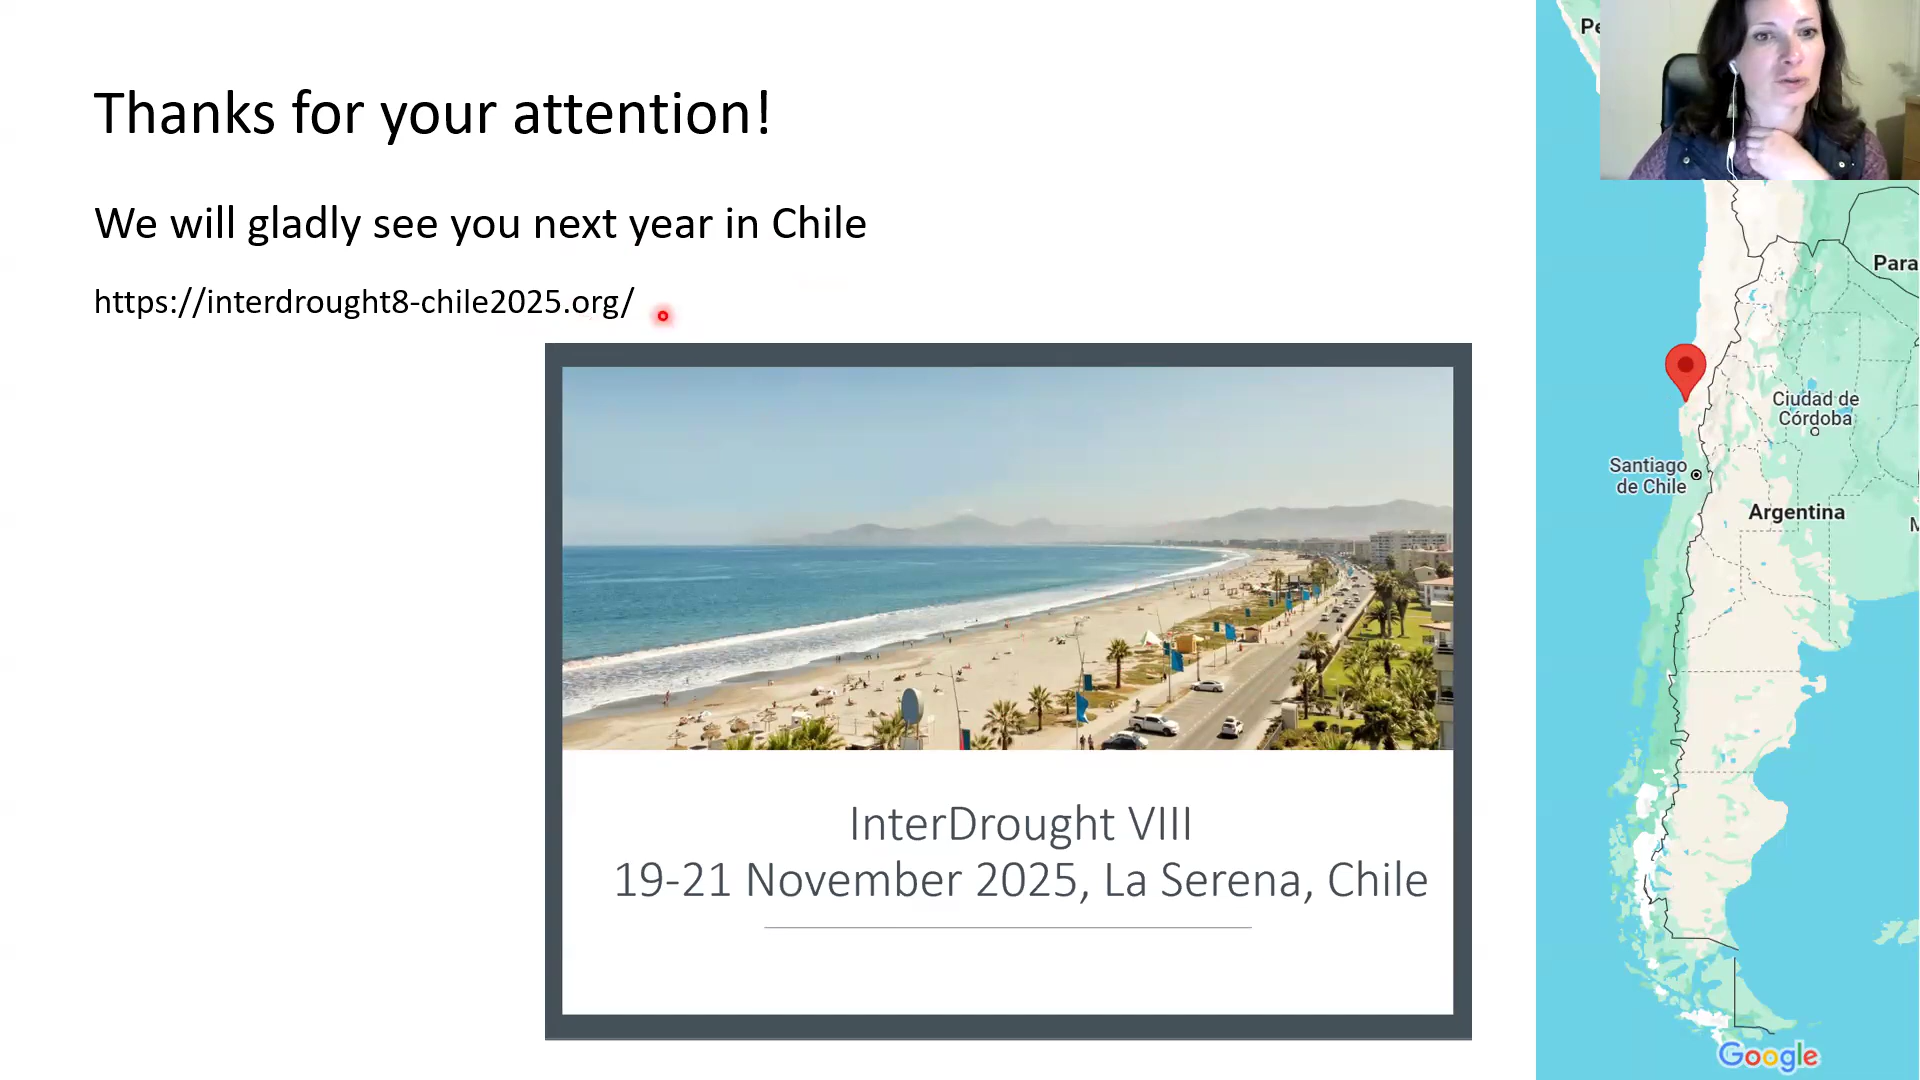 Thanks for your attention!
We will gladly see you next year in Chile
https://interdrought8-chile2025.org/
InterDrought VIII
19-21 November 2025, La Serena, Chile
Pe
Para
Ciudad de
Córdoba
Santiago
de Chile
Argentina
Google